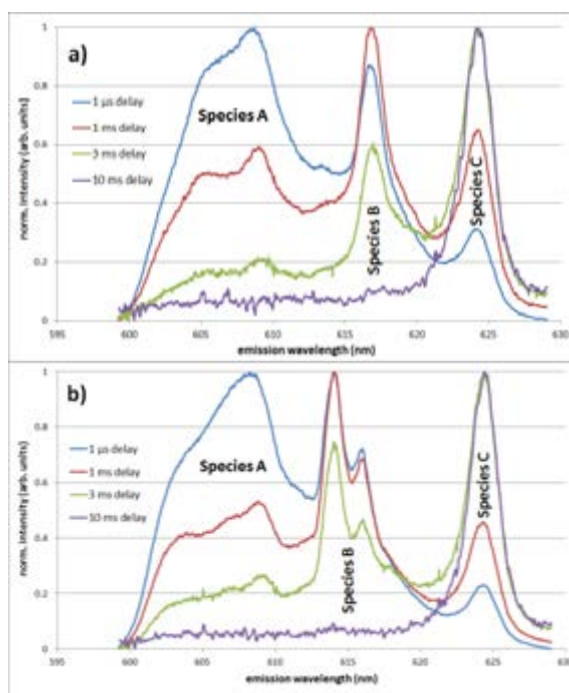 a)
1
0.8
0.6
0.4
0.2
0
norm. intensity (arb. units)
1 µs delay
1 ms delay
3 ms delay
10 ms delay
Species A
Species B
Species C
595 600 605 610 615 620 625 630
emission wavelength (nm)
b)
1
0.8
0.6
0.4
0.2
0
norm. intensity (arb. units)
1 µs delay
1 ms delay
3 ms delay
10 ms delay
Species A
Species B
Species C
595 600 605 610 615 620 625 630
emission wavelength (nm)